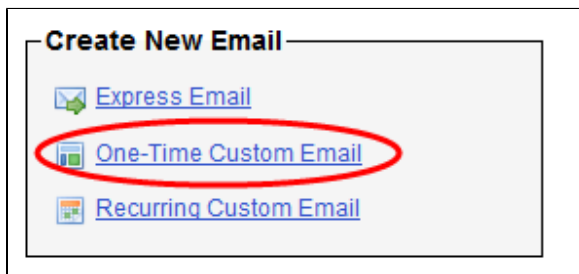 Create New Email
Express Email
One-Time Custom Email
Recurring Custom Email